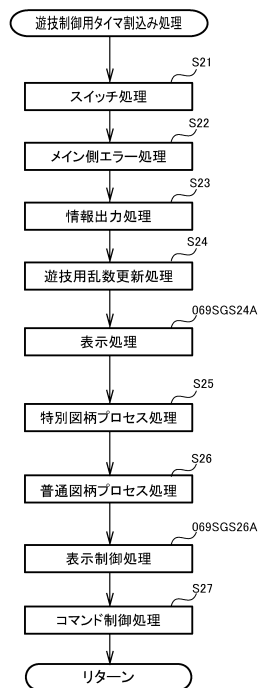 遊技制御用タイマ割込み処理
S21
スイッチ処理
S22
メイン側エラー処理
S23
情報出力処理
S24
遊技用乱数更新処理
069SGS24A
表示処理
S25
特別図柄プロセス処理
S26
普通図柄プロセス処理
069SGS26A
表示制御処理
S27
コマンド制御処理
リターン